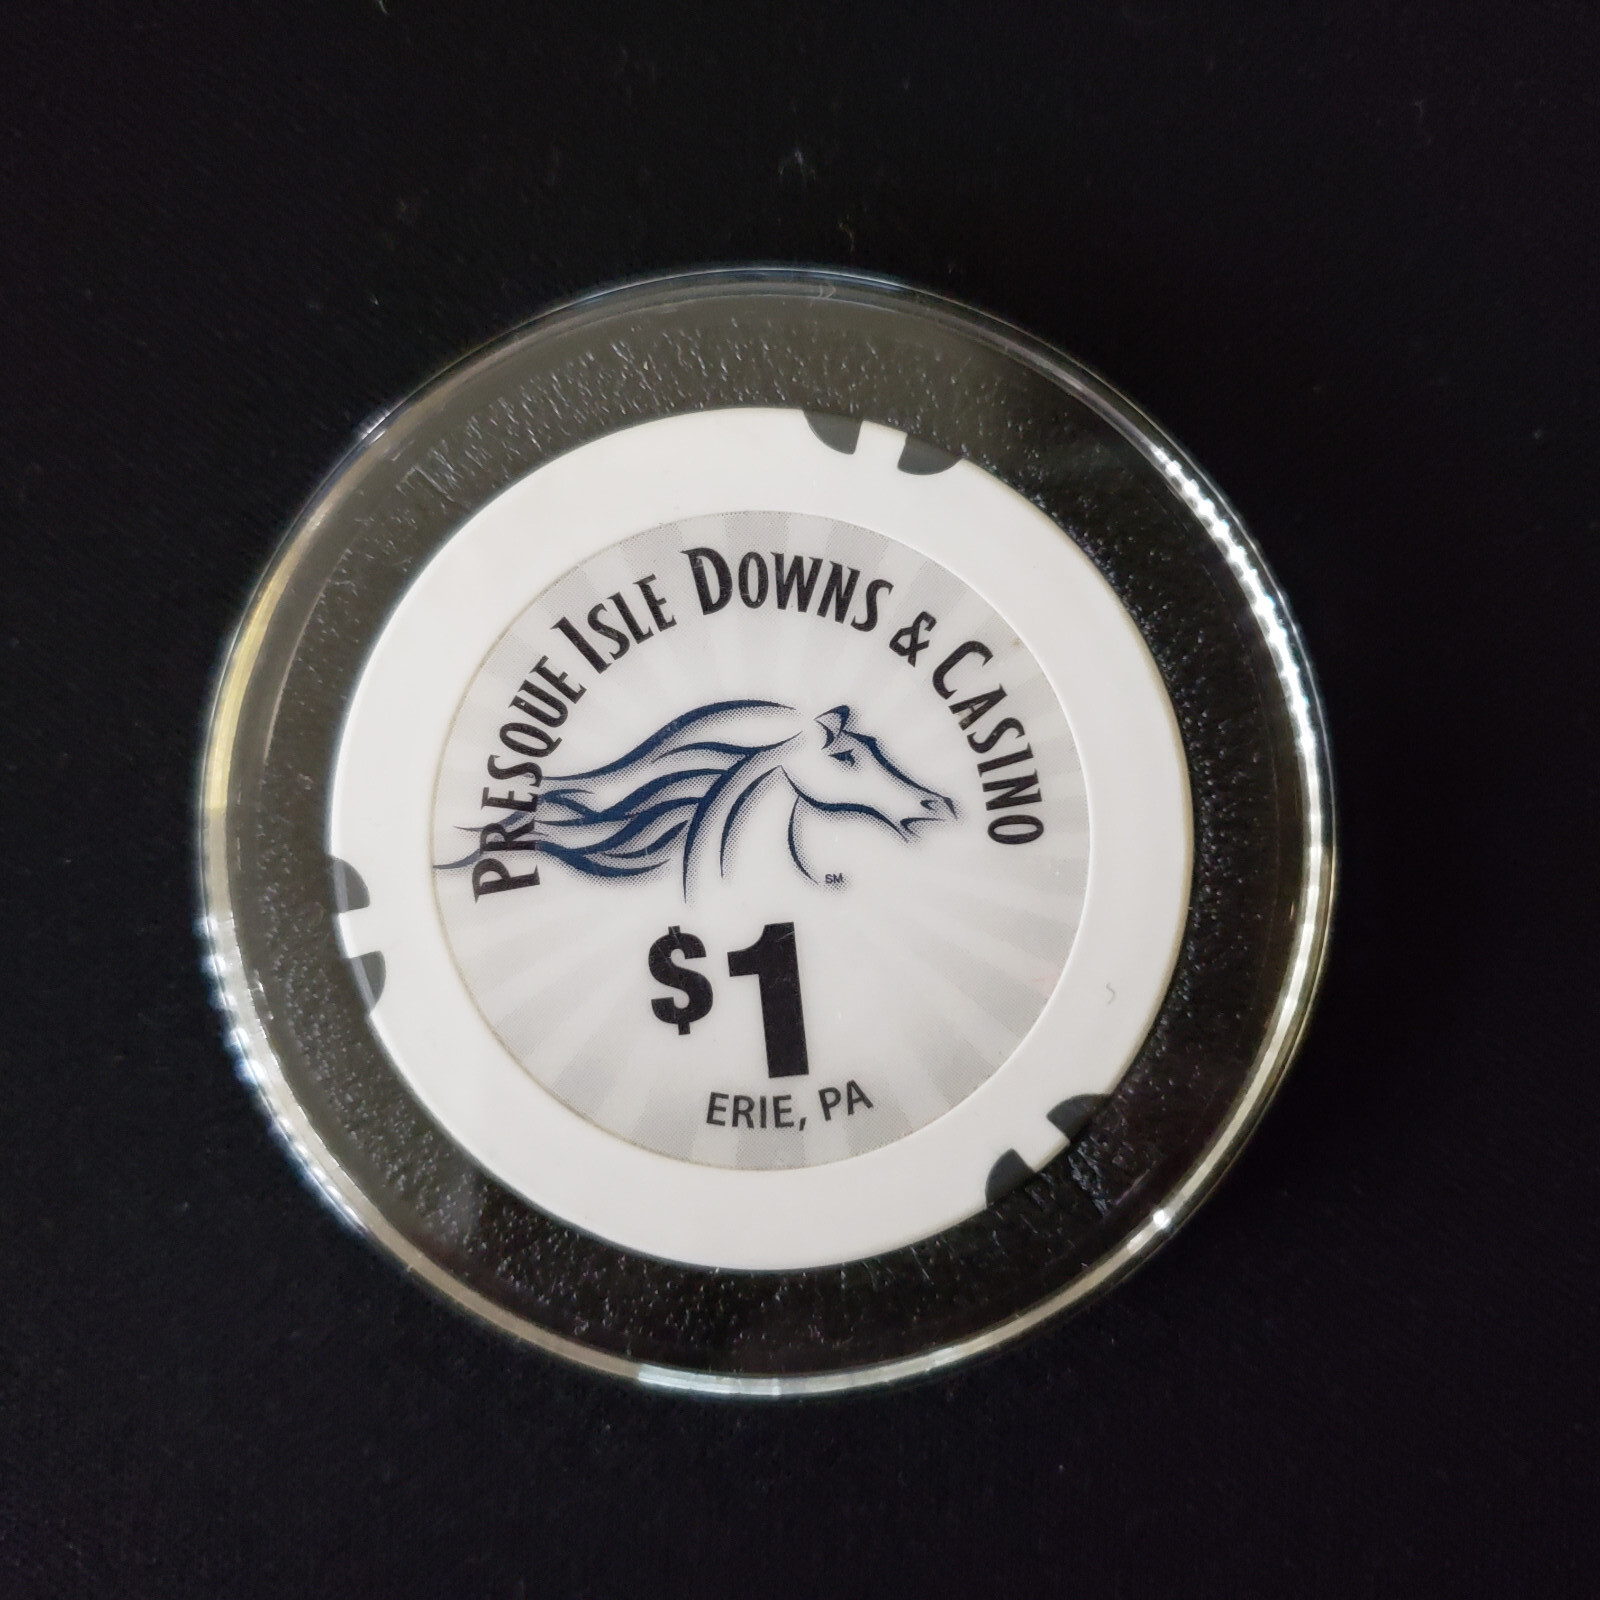 PRESQUE ISLE DOWNS & CASINO
SM
$1
ERIE, PA